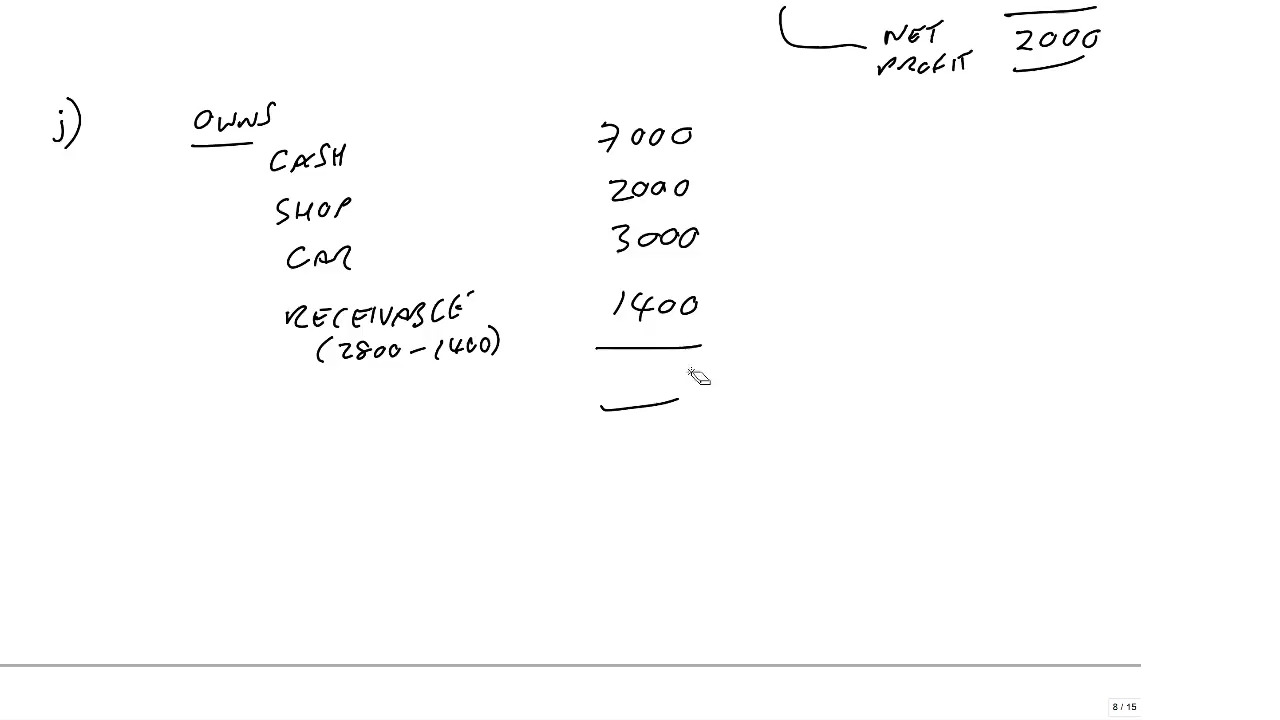 NET 2000
PROFIT
j) OWNS
CASH 7000
SHOP 2000
CAR 3000
RECEIVABLE 1400
(2800 - 1400)
8 / 15